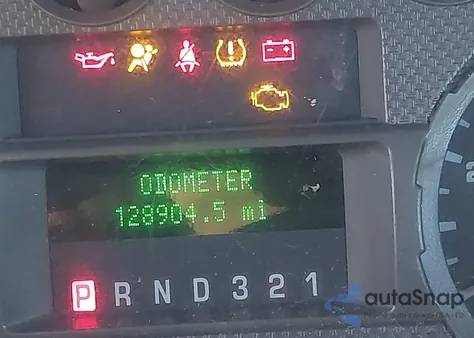 ODOMETER
128904.5 mi
P R N D 3 2 1
autoSnap